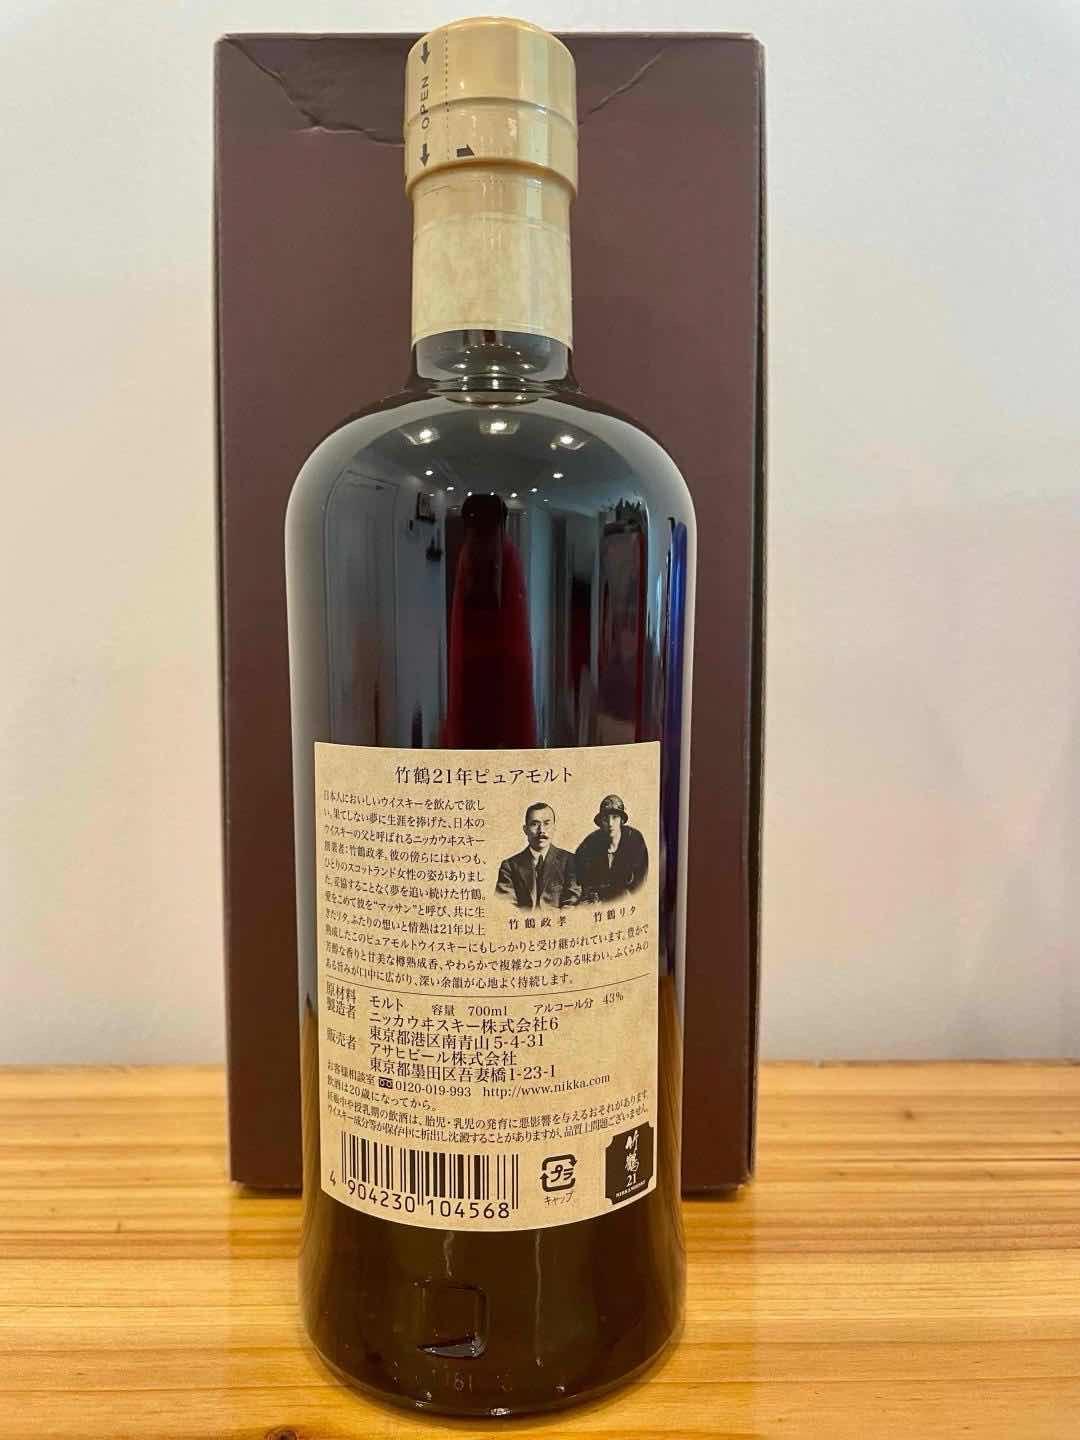 OPEN
竹鶴21年ピュアモルト
日本人においしいウイスキーを飲んで欲し
い。果てしない夢に生涯を捧げた、日本の
ウイスキーの父と呼ばれるニッカウヰスキー
創業者：竹鶴政孝。彼の傍らにはいつも、
ひとりのスコットランド女性の姿がありまし
た。妥協することなく夢を追い続けた竹鶴。
愛をこめて彼を“マッサン”と呼び、共に生
きたリタ。ふたりの想いと情熱は21年以上
熟成したこのピュアモルトウイスキーにもしっかりと受け継がれています。豊かで
芳醇な香りと甘美な樽熟成香、やわらかで複雑なコクのある味わい。ふくらみの
ある旨みが口中に広がり、深い余韻が心地よく持続します。
竹鶴政孝 竹鶴リタ
原材料 モルト 容量 700ml アルコール分 43%
製造者 ニッカウヰスキー株式会社6
東京都港区南青山5-4-31
販売者 アサヒビール株式会社
東京都墨田区吾妻橋1-23-1
お客様相談室 0120-019-993 http://www.nikka.com
飲酒は20歳になってから。
妊娠中や授乳期の飲酒は、胎児・乳児の発育に悪影響を与えるおそれがあります。
ウイスキー成分等が保存中に析出し沈澱することがありますが、品質上問題ございません。
4 904230 104568
プラ
キャップ
竹鶴
21